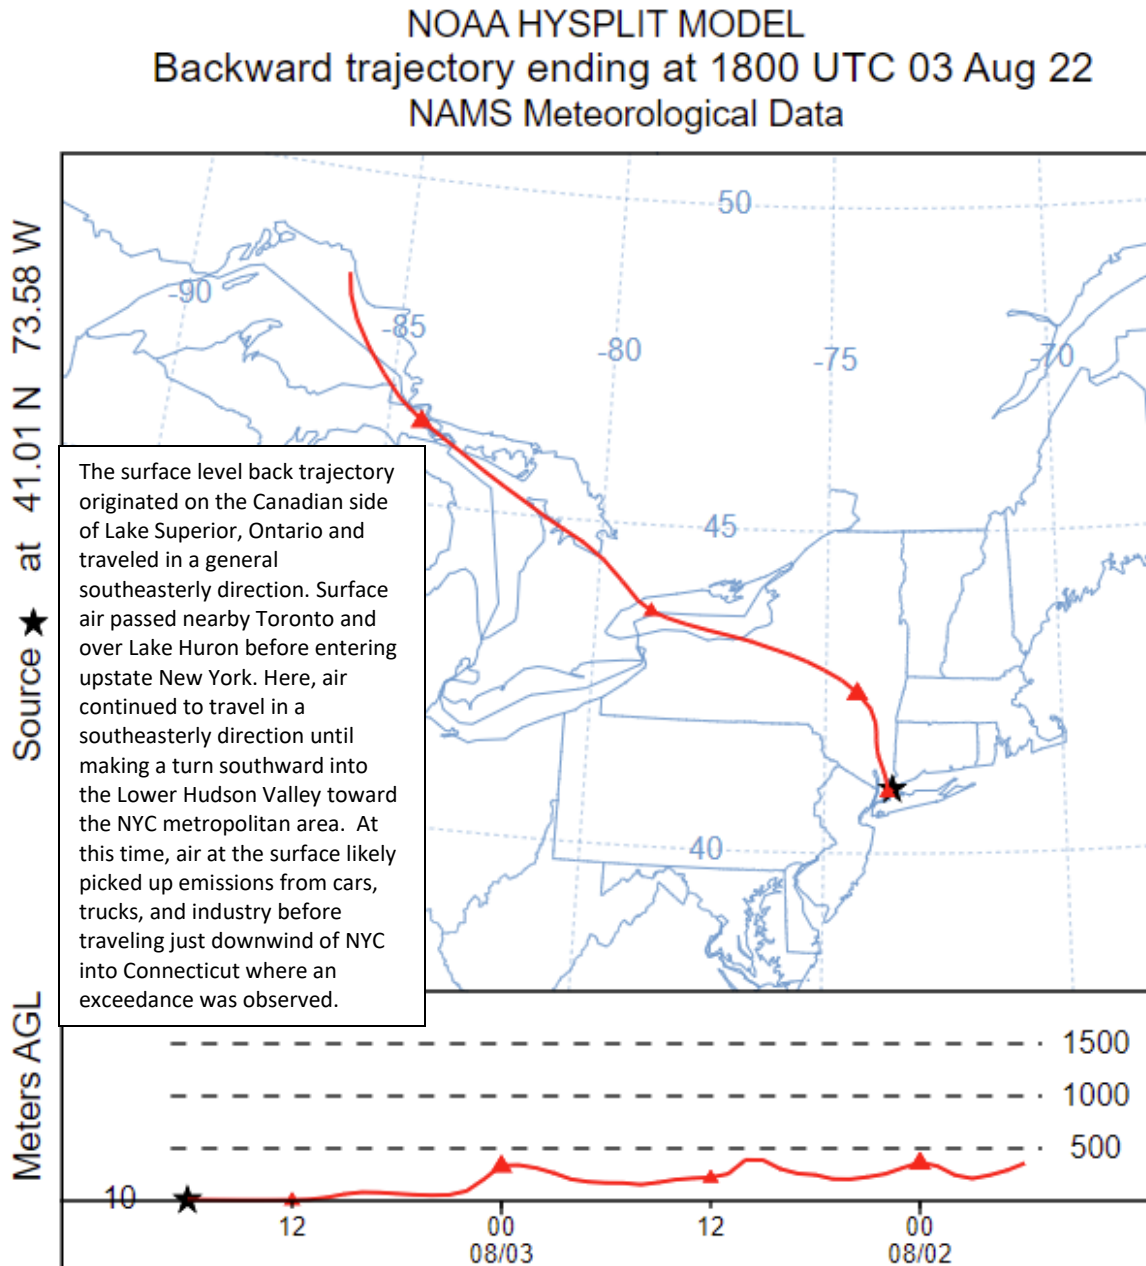 NOAA HYSPLIT MODEL
Backward trajectory ending at 1800 UTC 03 Aug 22
NAMS Meteorological Data
Source ★ at 41.01 N 73.58 W
50
-90
-85
-80
-75
-70
45
40
The surface level back trajectory
originated on the Canadian side
of Lake Superior, Ontario and
traveled in a general
southeasterly direction. Surface
air passed nearby Toronto and
over Lake Huron before entering
upstate New York. Here, air
continued to travel in a
southeasterly direction until
making a turn southward into
the Lower Hudson Valley toward
the NYC metropolitan area.  At
this time, air at the surface likely
picked up emissions from cars,
trucks, and industry before
traveling just downwind of NYC
into Connecticut where an
exceedance was observed.
Meters AGL
1500
1000
500
10
12 00 12 00
08/03 08/02